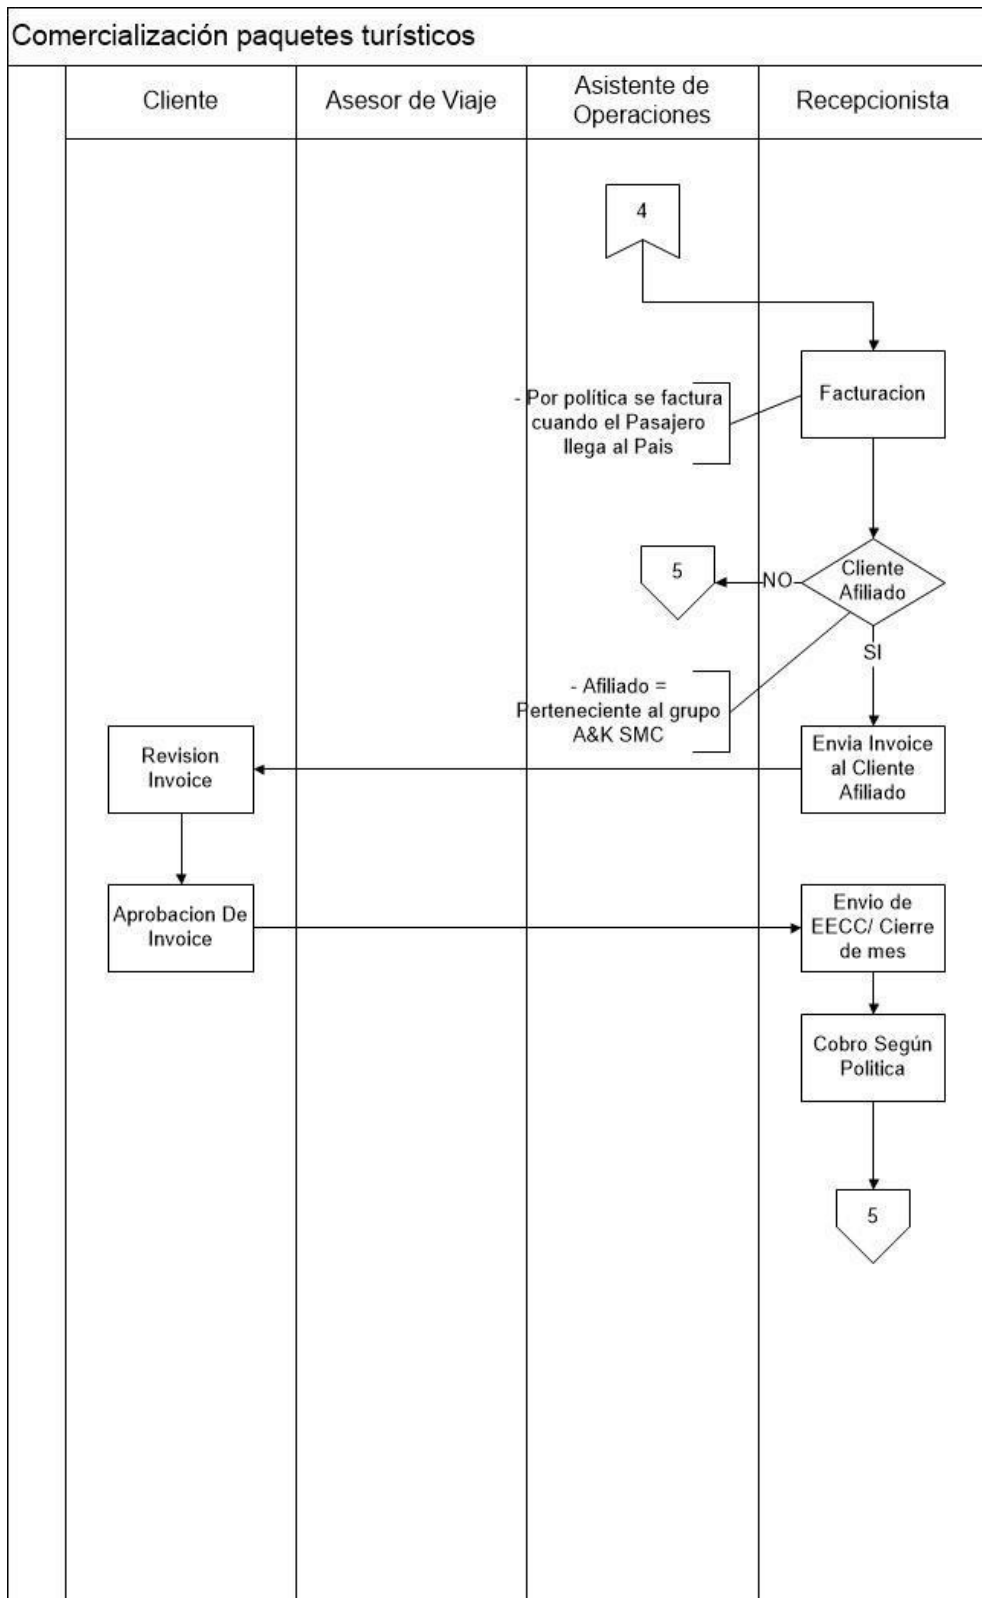 Comercialización paquetes turísticos
Cliente
Asesor de Viaje
Asistente de
Operaciones
Recepcionista
4
Facturacion
- Por política se factura
cuando el Pasajero
llega al Pais
Cliente
Afiliado
NO
5
SI
- Afiliado =
Perteneciente al grupo
A&K SMC
Envia Invoice
al Cliente
Afiliado
Revision
Invoice
Aprobacion De
Invoice
Envio de
EECC/ Cierre
de mes
Cobro Según
Politica
5